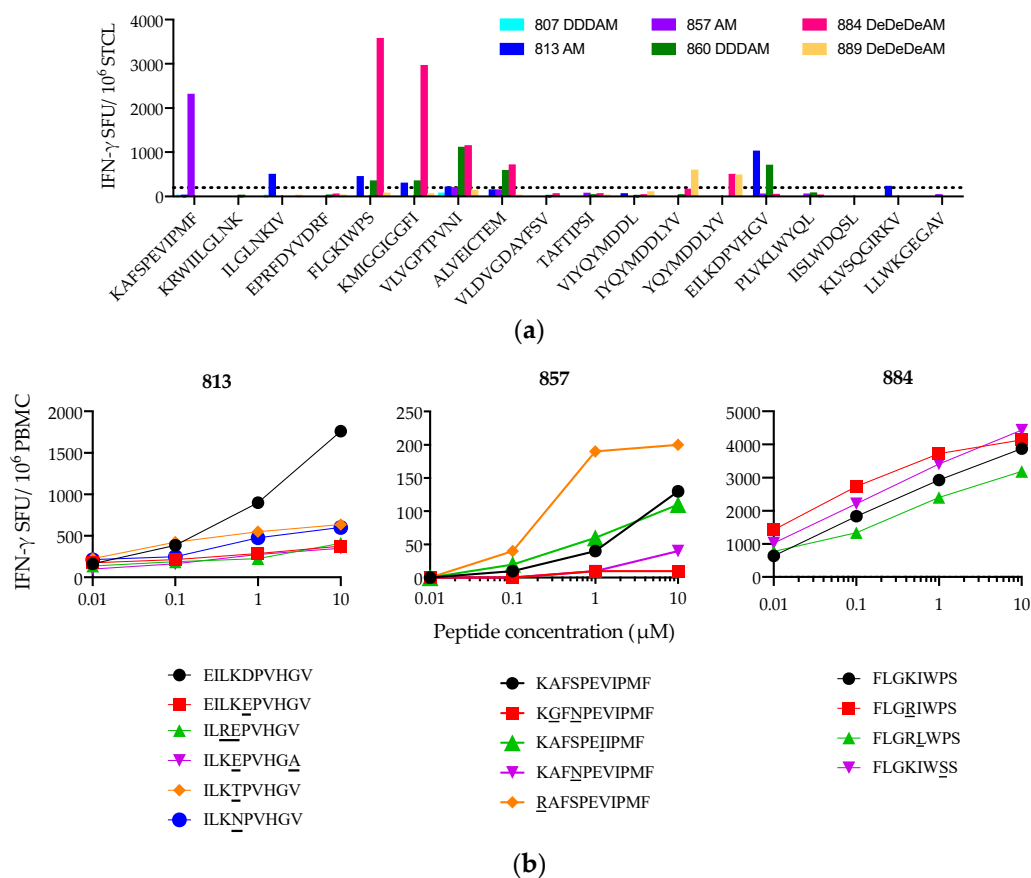 807 DDDAM 857 AM 884 DeDeDeAM
813 AM 860 DDDAM 889 DeDeDeAM
IFN-γ SFU/ 10⁶ STCL
4000
3000
2000
1000
0
KAFSPEVIPMF
KRWIILGLNK
ILGLNKIV
EPRFDYVDRF
FLGKIWPS
KMIGGIGGFI
VLVGPTPVNI
ALVEICTEM
VLDVGDAYFSV
TAFTIPSI
VIYQYMDDL
IYQYMDDLYV
YQYMDDLYV
EILKDPVHGV
PLVKLWYQL
IISLWDQSL
KLVSQGIRKV
LLWKGEGAV
(a)
813 857 884
IFN-γ SFU/ 10⁶ PBMC
2000
1500
1000
500
0
0.01 0.1 1 10
250
200
150
100
50
0
0.01 0.1 1 10
5000
4000
3000
2000
1000
0
0.01 0.1 1 10
Peptide concentration (μM)
EILKDPVHGV
EILKEPVHGV
ILREPVHGV
ILKEPVHGA
ILKTPVHGV
ILKNPVHGV
KAFSPEVIPMF
KGFNPEVIPMF
KAFSPEIIPMF
KAFNPEVIPMF
RAFSPEVIPMF
FLGKIWPS
FLGRIWPS
FLGRLWPS
FLGKIWSS
(b)